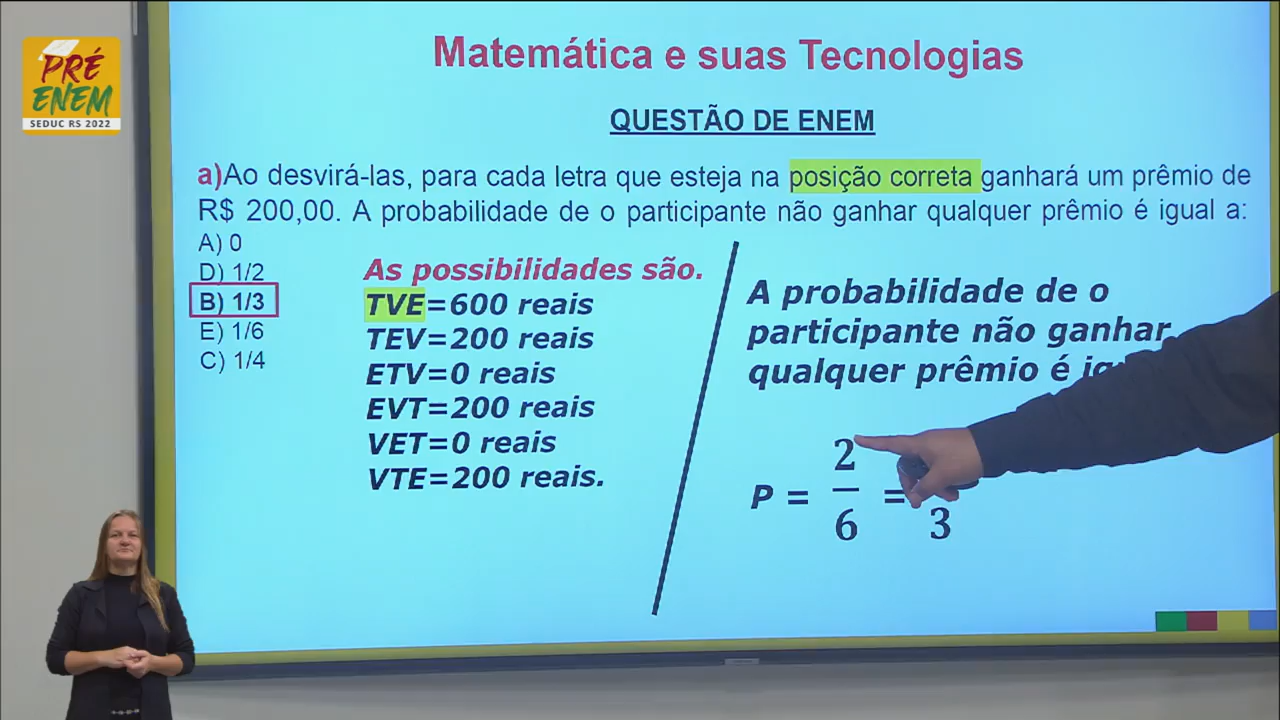 PRÉ
ENEM
SEDUC RS 2022
Matemática e suas Tecnologias
QUESTÃO DE ENEM
a)Ao desvirá-las, para cada letra que esteja na posição correta ganhará um prêmio de
R$ 200,00. A probabilidade de o participante não ganhar qualquer prêmio é igual a:
A) 0
D) 1/2
B) 1/3
E) 1/6
C) 1/4
As possibilidades são.
TVE=600 reais
TEV=200 reais
ETV=0 reais
EVT=200 reais
VET=0 reais
VTE=200 reais.
A probabilidade de o
participante não ganhar
qualquer prêmio é
P = 2/6 =
3